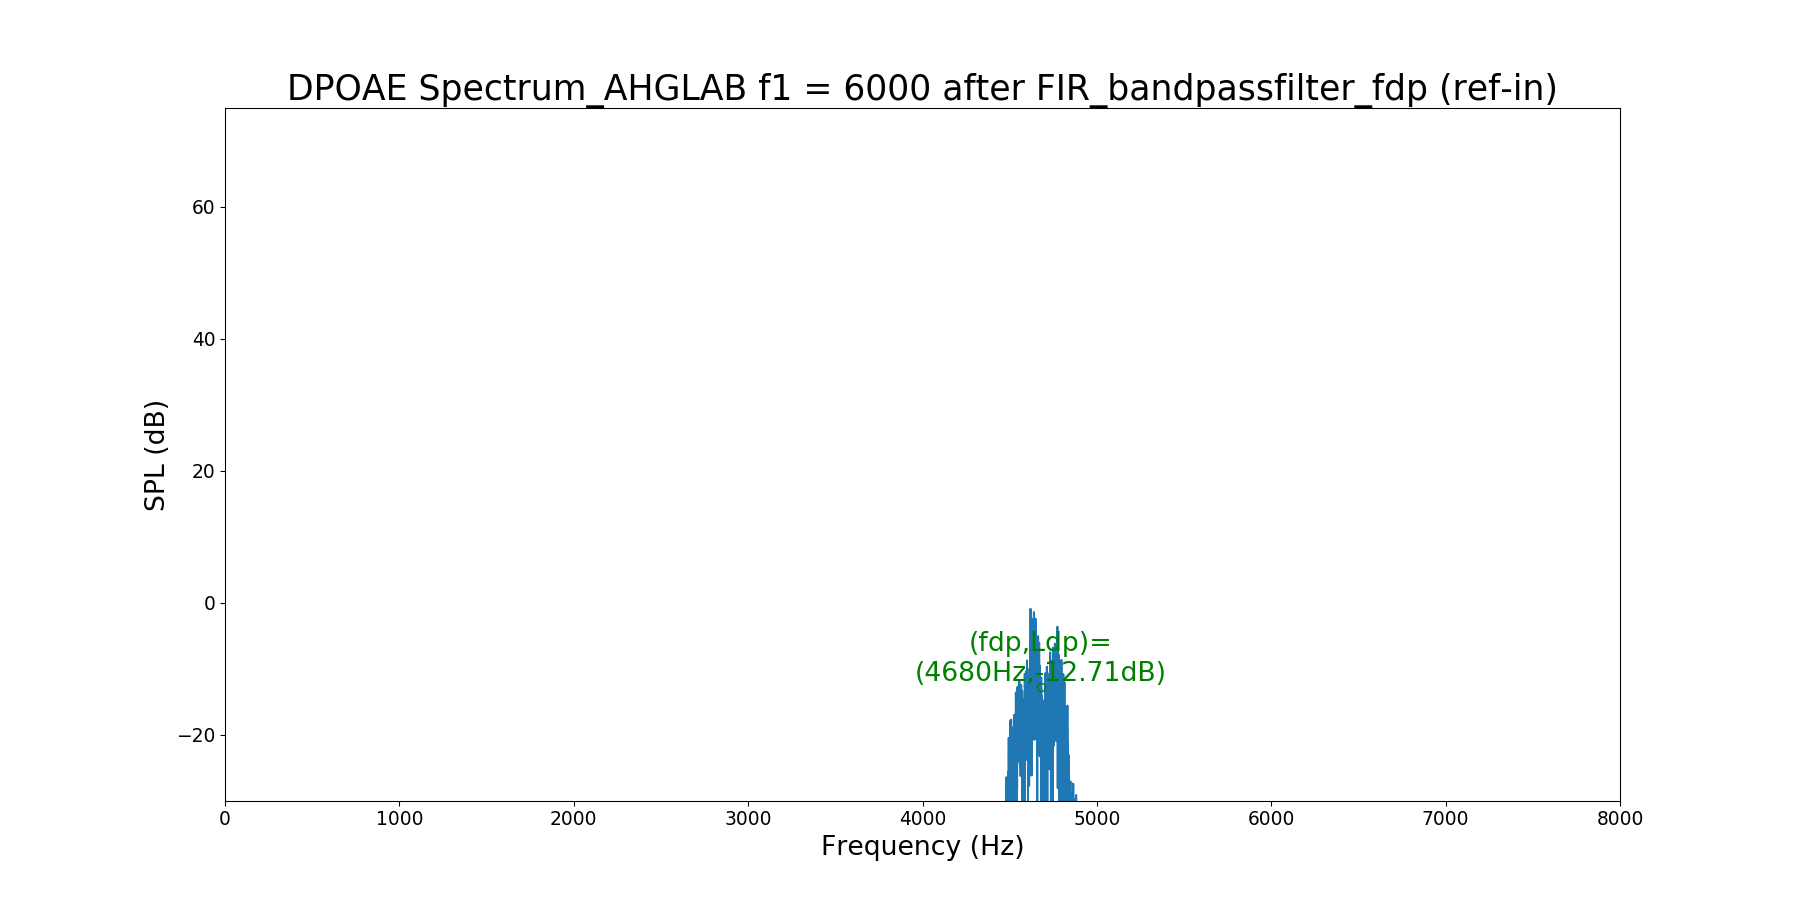 DPOAE Spectrum_AHGLAB f1 = 6000 after FIR_bandpassfilter_fdp (ref-in)
60
40
20
0
−20
SPL (dB)
(fdp,Ldp)=
(4680Hz,-12.71dB)
0 1000 2000 3000 4000 5000 6000 7000 8000
Frequency (Hz)